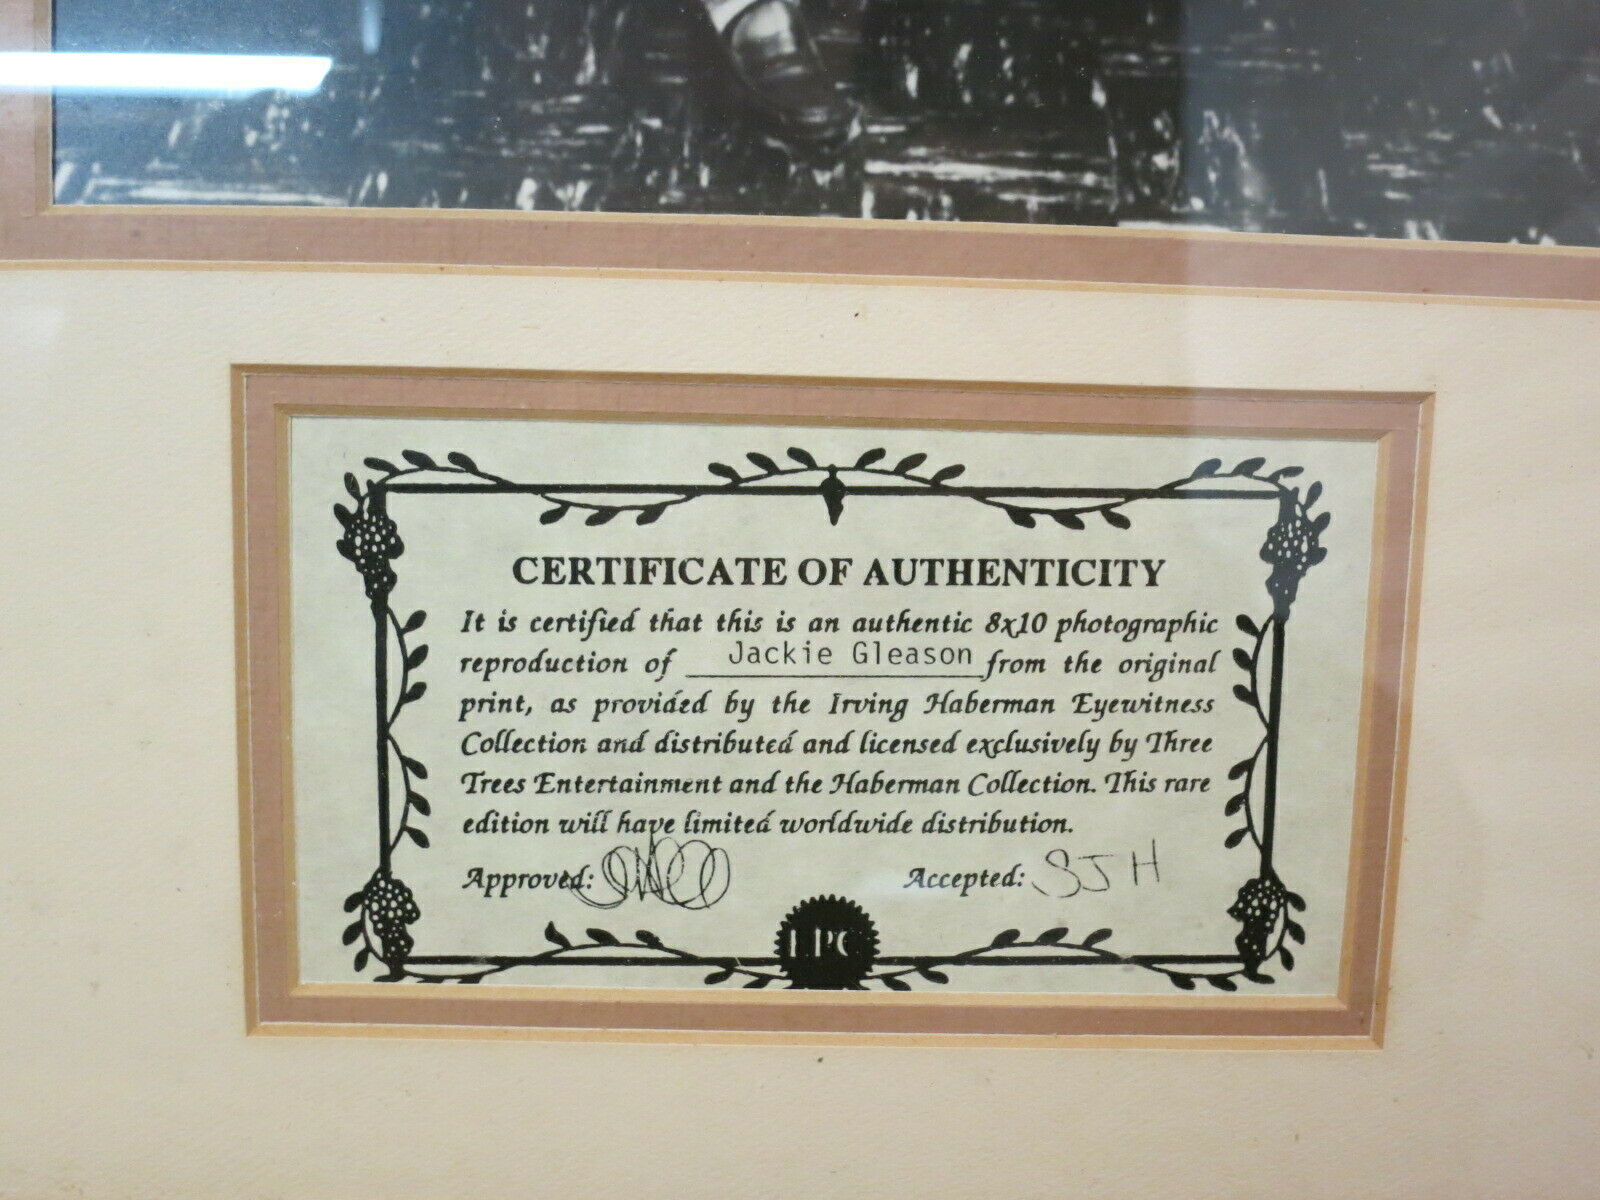 CERTIFICATE OF AUTHENTICITY
It is certified that this is an authentic 8x10 photographic
reproduction of Jackie Gleason from the original
print, as provided by the Irving Haberman Eyewitness
Collection and distributed and licensed exclusively by Three
Trees Entertainment and the Haberman Collection. This rare
edition will have limited worldwide distribution.
Approved: Accepted: SJH